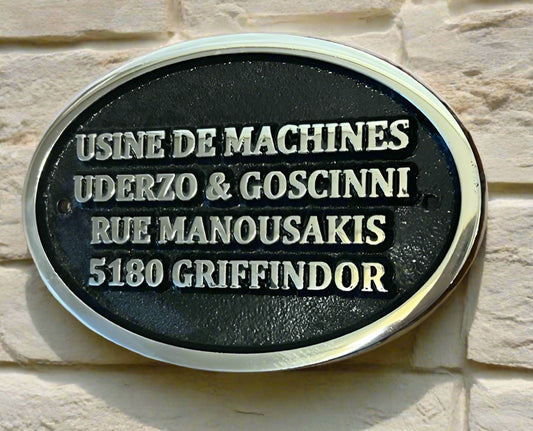 USINE DE MACHINES
UDERZO & GOSCINNI
RUE MANOUSAKIS
5180 GRIFFINDOR